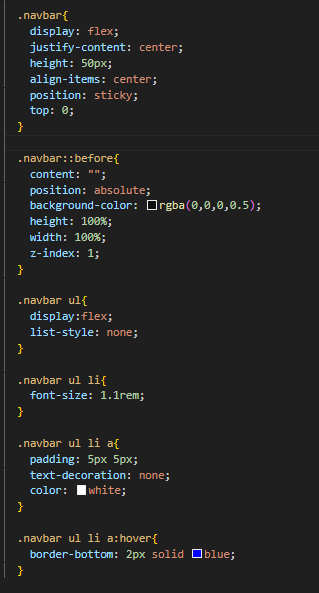 .navbar{
display: flex;
justify-content: center;
height: 50px;
align-items: center;
position: sticky;
top: 0;
}
.navbar::before{
content: "";
position: absolute;
background-color: rgba(0,0,0,0.5);
height: 100%;
width: 100%;
z-index: 1;
}
.navbar ul{
display:flex;
list-style: none;
}
.navbar ul li{
font-size: 1.1rem;
}
.navbar ul li a{
padding: 5px 5px;
text-decoration: none;
color: white;
}
.navbar ul li a:hover{
border-bottom: 2px solid blue;
}